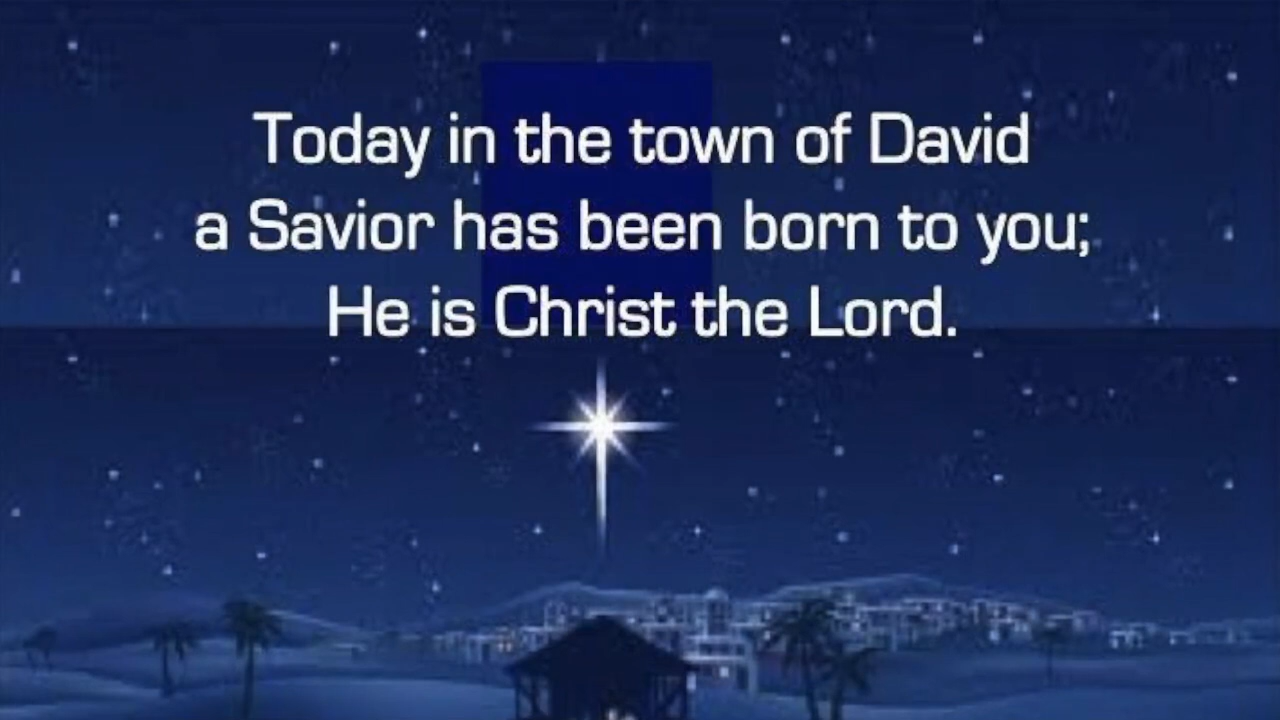 Today in the town of David
a Savior has been born to you;
He is Christ the Lord.